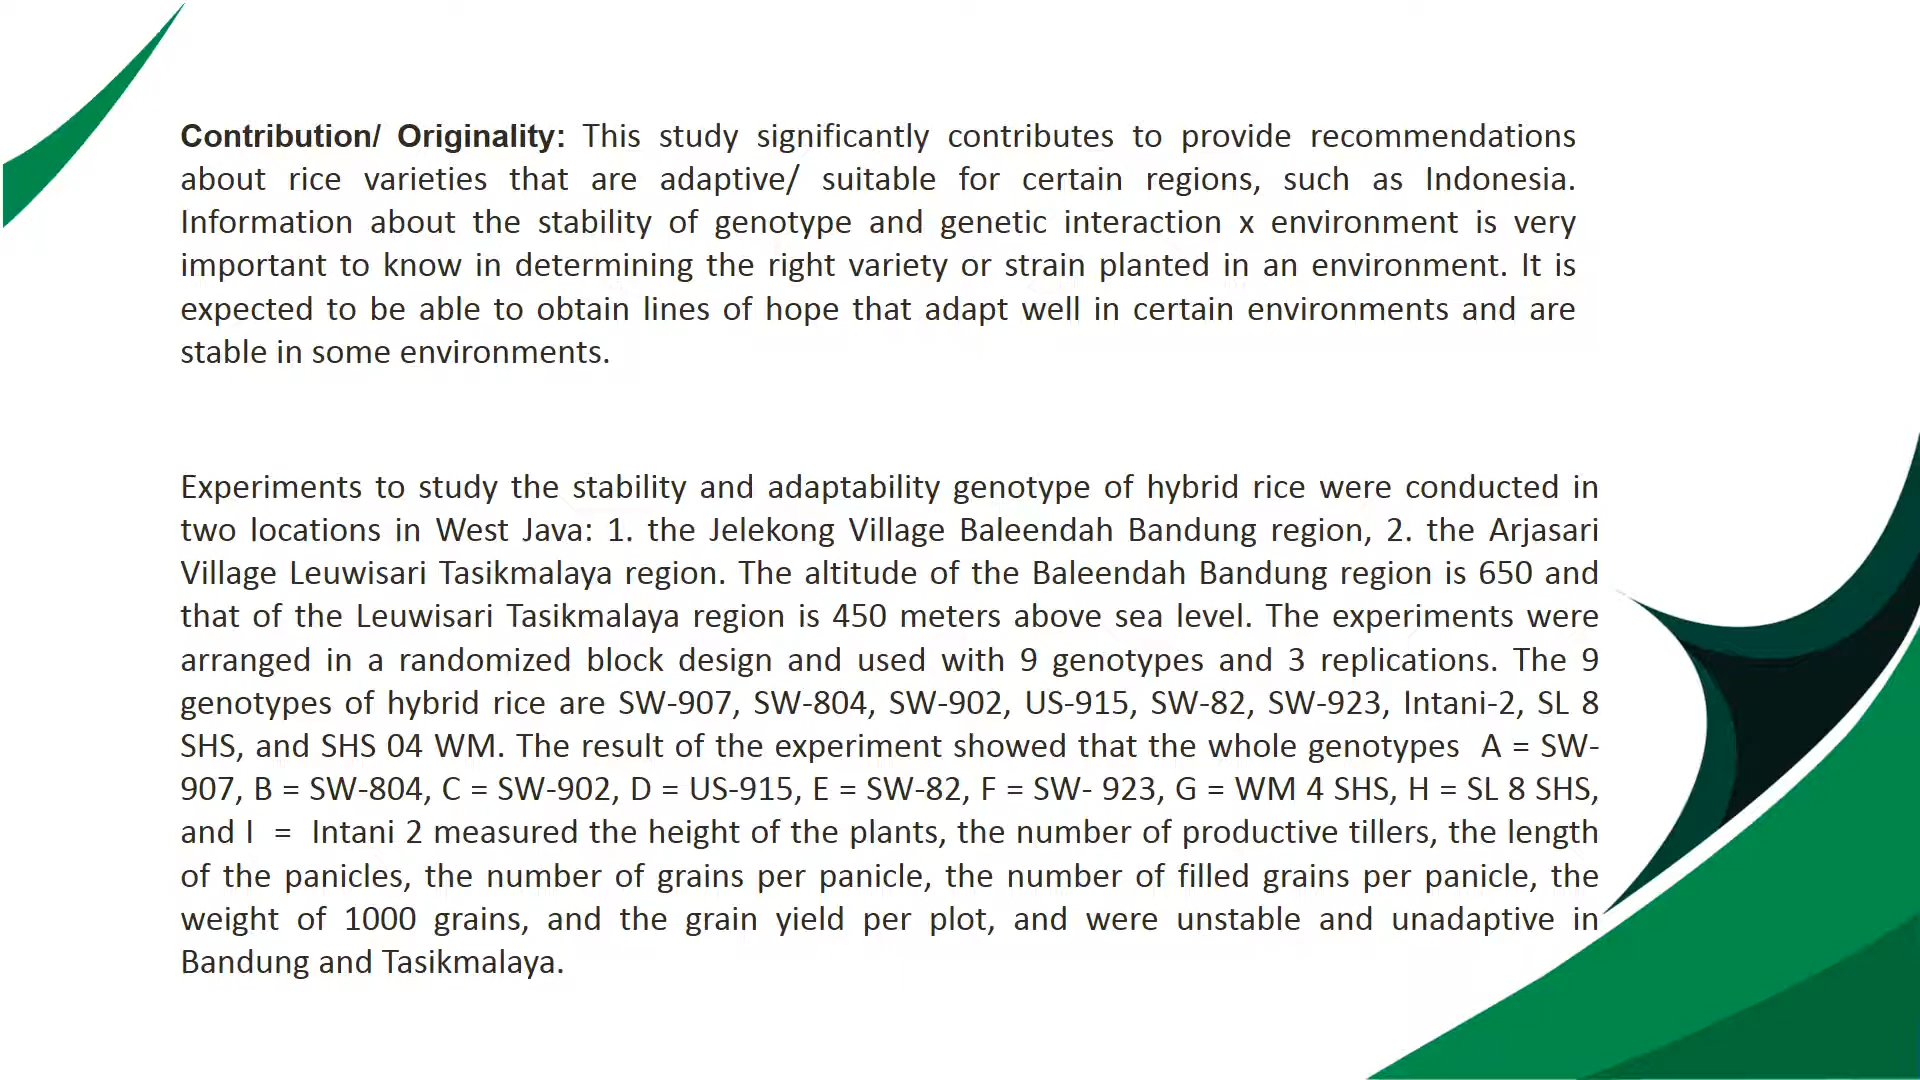 Contribution/ Originality: This study significantly contributes to provide recommendations
about rice varieties that are adaptive/ suitable for certain regions, such as Indonesia.
Information about the stability of genotype and genetic interaction x environment is very
important to know in determining the right variety or strain planted in an environment. It is
expected to be able to obtain lines of hope that adapt well in certain environments and are
stable in some environments.
Experiments to study the stability and adaptability genotype of hybrid rice were conducted in
two locations in West Java: 1. the Jelekong Village Baleendah Bandung region, 2. the Arjasari
Village Leuwisari Tasikmalaya region. The altitude of the Baleendah Bandung region is 650 and
that of the Leuwisari Tasikmalaya region is 450 meters above sea level. The experiments were
arranged in a randomized block design and used with 9 genotypes and 3 replications. The 9
genotypes of hybrid rice are SW-907, SW-804, SW-902, US-915, SW-82, SW-923, Intani-2, SL 8
SHS, and SHS 04 WM. The result of the experiment showed that the whole genotypes A = SW-
907, B = SW-804, C = SW-902, D = US-915, E = SW-82, F = SW- 923, G = WM 4 SHS, H = SL 8 SHS,
and I = Intani 2 measured the height of the plants, the number of productive tillers, the length
of the panicles, the number of grains per panicle, the number of filled grains per panicle, the
weight of 1000 grains, and the grain yield per plot, and were unstable and unadaptive in
Bandung and Tasikmalaya.